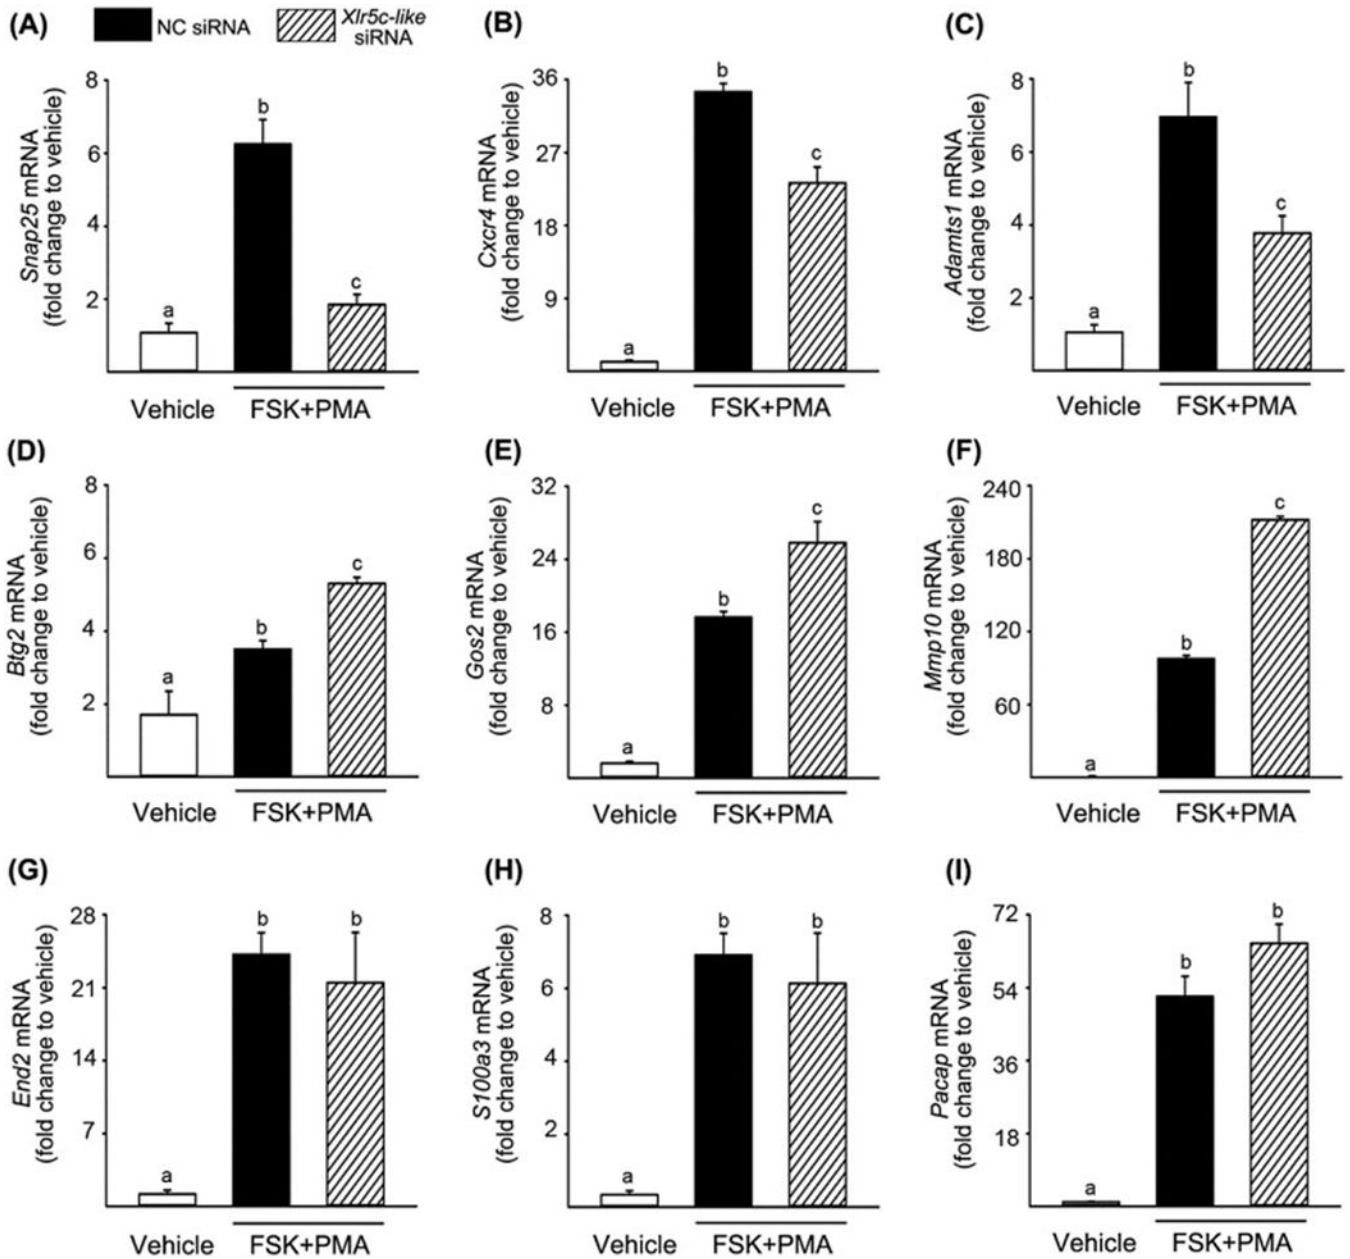 (A)
NC siRNA
Xlr5c-like
siRNA
Snap25 mRNA
(fold change to vehicle)
8
6
4
2
a
b
c
Vehicle
FSK+PMA
(B)
Cxcr4 mRNA
(fold change to vehicle)
36
27
18
9
a
b
c
Vehicle
FSK+PMA
(C)
Adamts1 mRNA
(fold change to vehicle)
8
6
4
2
a
b
c
Vehicle
FSK+PMA
(D)
Btg2 mRNA
(fold change to vehicle)
8
6
4
2
a
b
c
Vehicle
FSK+PMA
(E)
Gos2 mRNA
(fold change to vehicle)
32
24
16
8
a
b
c
Vehicle
FSK+PMA
(F)
Mmp10 mRNA
(fold change to vehicle)
240
180
120
60
a
b
c
Vehicle
FSK+PMA
(G)
End2 mRNA
(fold change to vehicle)
28
21
14
7
a
b
b
Vehicle
FSK+PMA
(H)
S100a3 mRNA
(fold change to vehicle)
8
6
4
2
a
b
b
Vehicle
FSK+PMA
(I)
Pacap mRNA
(fold change to vehicle)
72
54
36
18
a
b
b
Vehicle
FSK+PMA